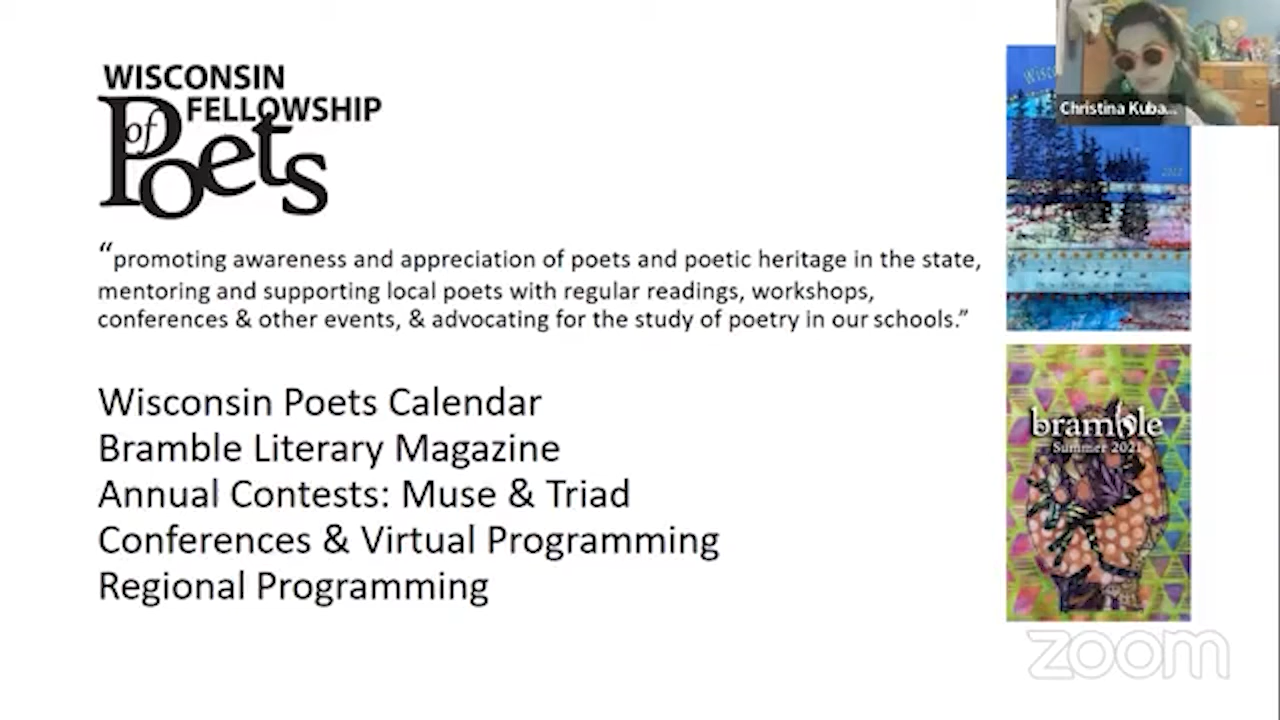 WISCONSIN
FELLOWSHIP
of
Poets
“promoting awareness and appreciation of poets and poetic heritage in the state,
mentoring and supporting local poets with regular readings, workshops,
conferences & other events, & advocating for the study of poetry in our schools.”
Wisconsin Poets Calendar
Bramble Literary Magazine
Annual Contests: Muse & Triad
Conferences & Virtual Programming
Regional Programming
Christina Kuba...
bramble
Summer 2021
zoom